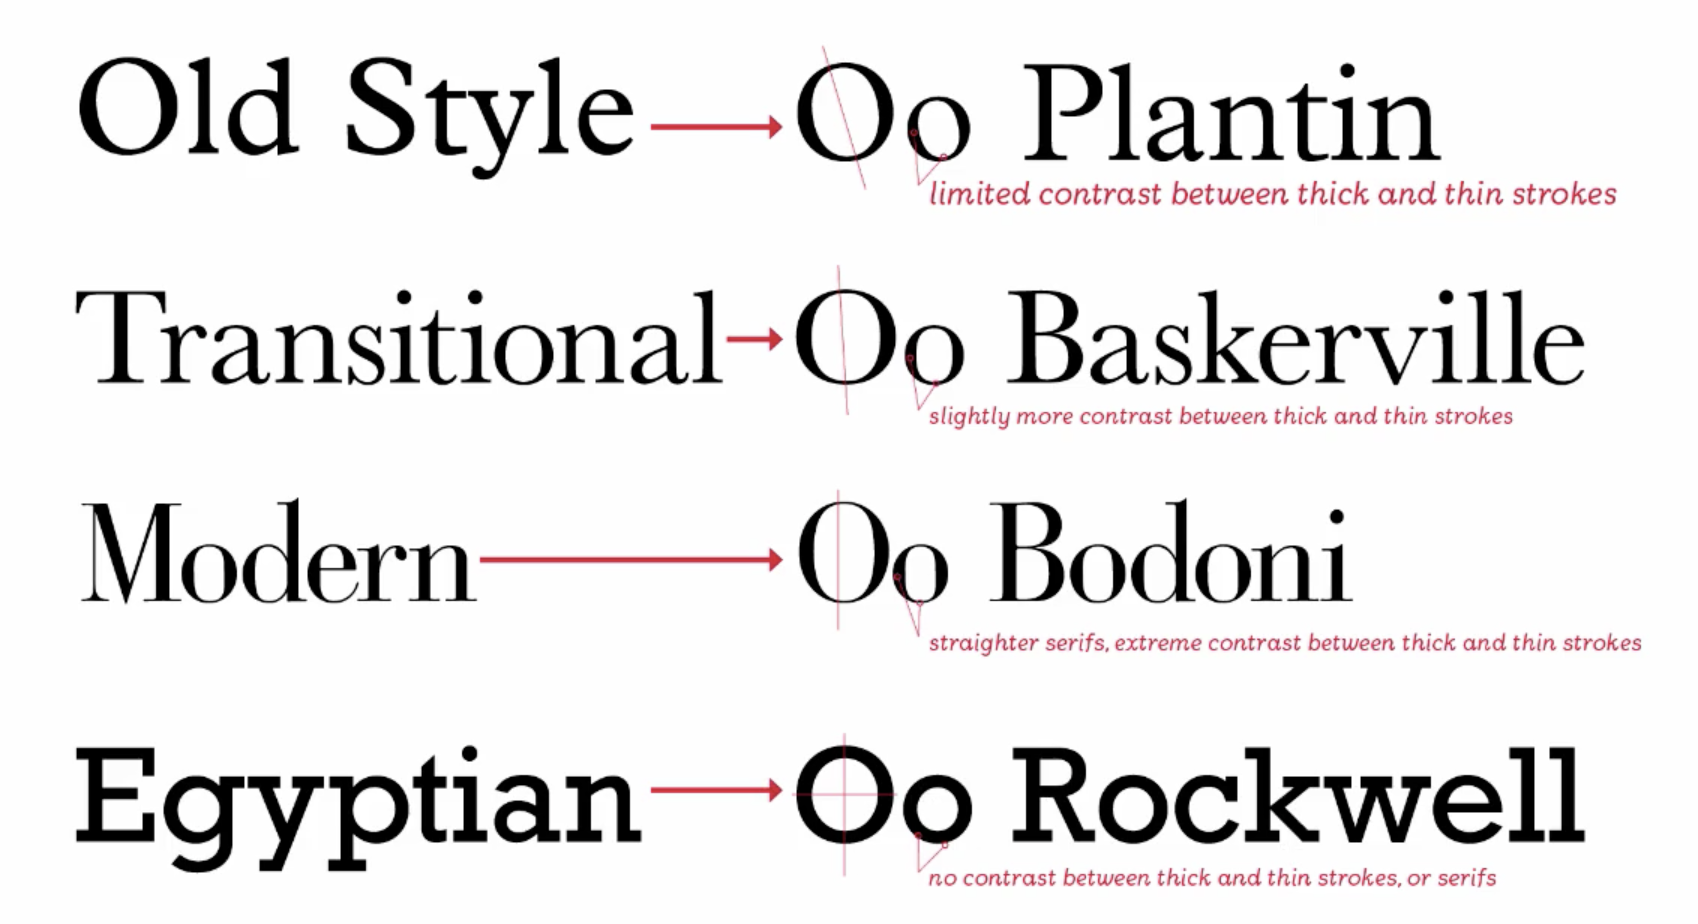 Old Style Oo Plantin
limited contrast between thick and thin strokes
Transitional Oo Baskerville
slightly more contrast between thick and thin strokes
Modern Oo Bodoni
straighter serifs, extreme contrast between thick and thin strokes
Egyptian Oo Rockwell
no contrast between thick and thin strokes, or serifs